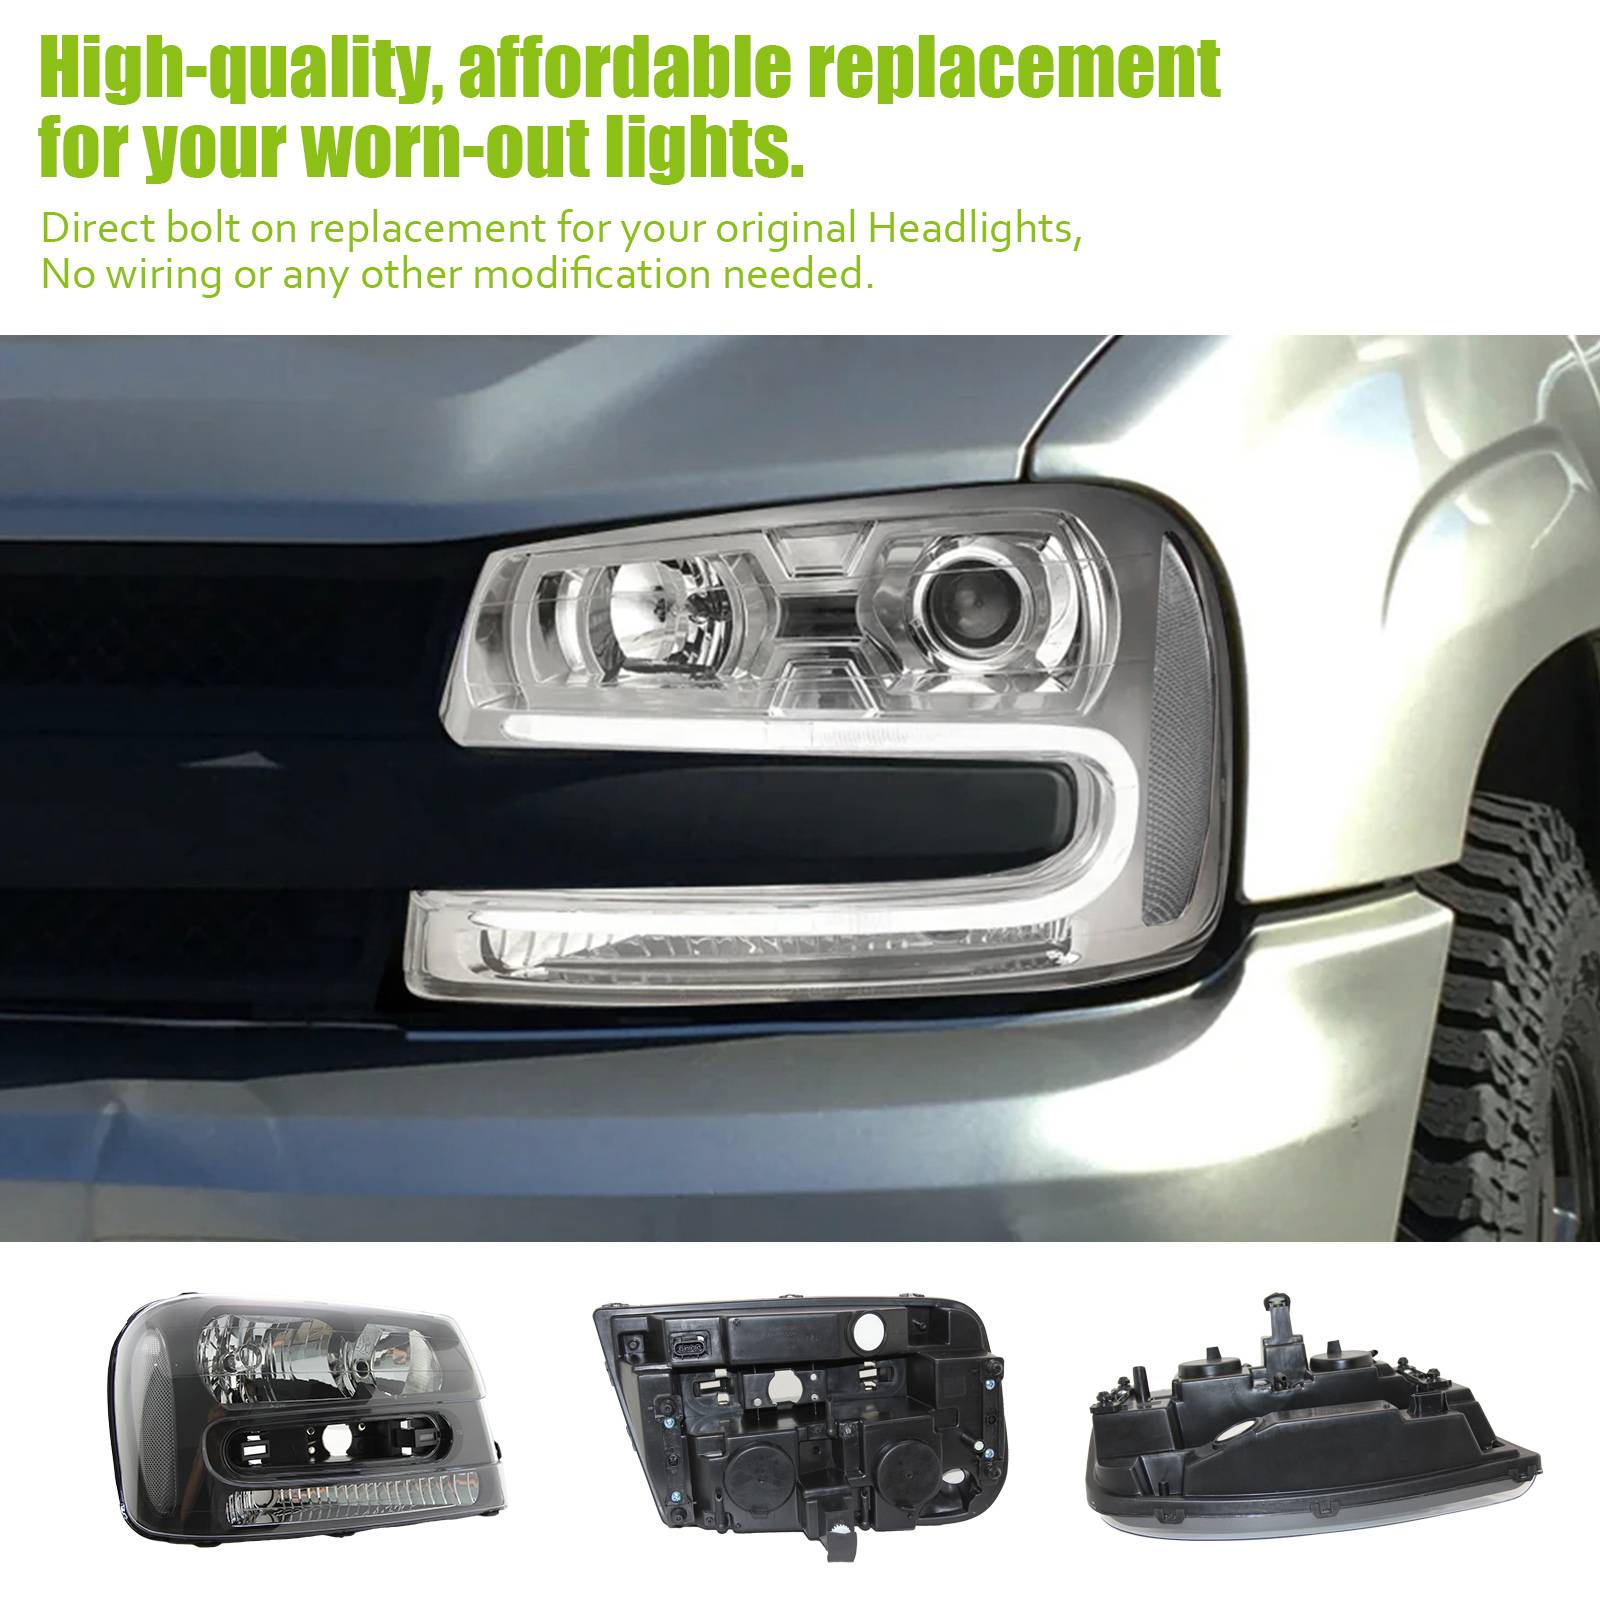 High-quality, affordable replacement
for your worn-out lights.
Direct bolt on replacement for your original Headlights,
No wiring or any other modification needed.